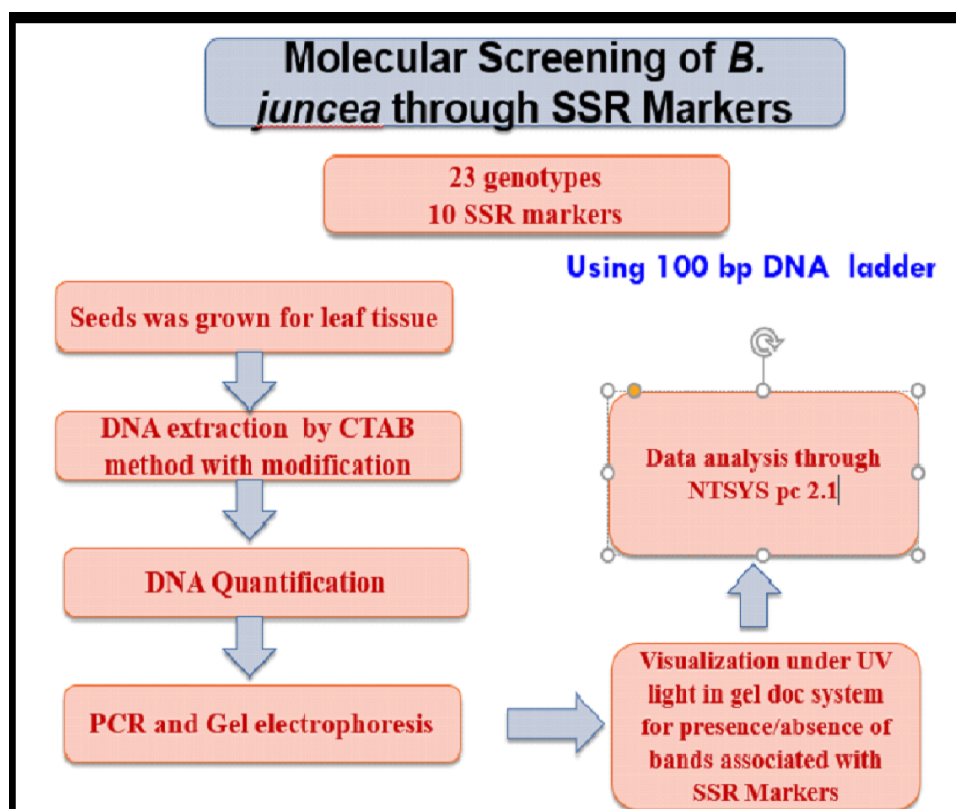 Molecular Screening of B.
juncea through SSR Markers
23 genotypes
10 SSR markers
Using 100 bp DNA ladder
Seeds was grown for leaf tissue
DNA extraction by CTAB
method with modification
DNA Quantification
PCR and Gel electrophoresis
Visualization under UV
light in gel doc system
for presence/absence of
bands associated with
SSR Markers
Data analysis through
NTSYS pc 2.1